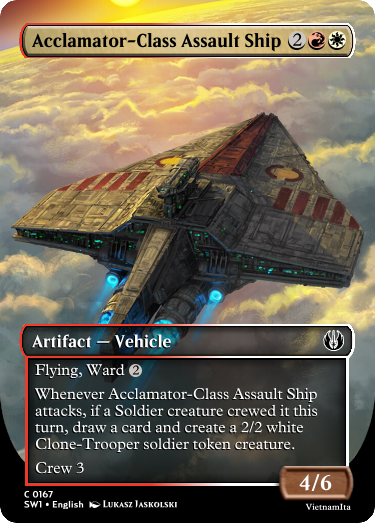 Acclamator-Class Assault Ship 2
Artifact — Vehicle
Flying, Ward 2
Whenever Acclamator-Class Assault Ship
attacks, if a Soldier creature crewed it this
turn, draw a card and create a 2/2 white
Clone-Trooper soldier token creature.
Crew 3
4/6
C 0167
SW1 • English Lukasz Jaskolski
VietnamIta